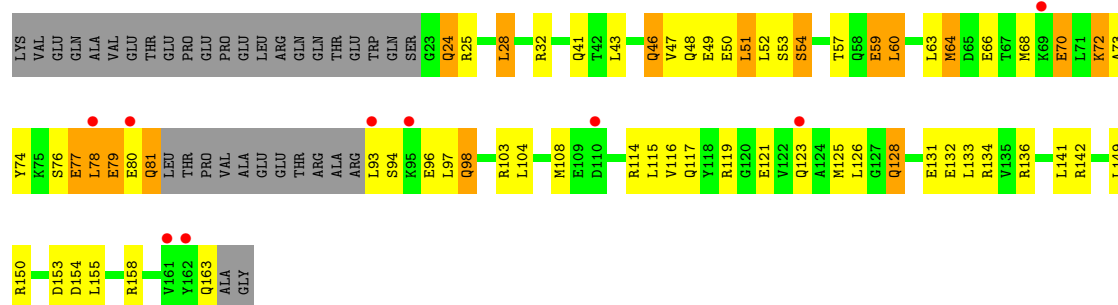 LYS VAL GLU GLN ALA VAL GLU THR GLU PRO GLU PRO GLU LEU ARG GLN GLN THR GLU TRP GLN SER G23 Q24 R25 L28 R32 Q41 T42 L43 Q46 V47 Q48 E49 E50 L51 L52 S53 S54 T57 Q58 E59 L60 L63 M64 D65 E66 T67 M68 K69 E70 L71 K72 A73
Y74 K75 S76 E77 L78 E79 E80 Q81 LEU THR PRO VAL ALA GLU GLU THR ARG ALA ARG L93 S94 K95 E96 L97 Q98 R103 L104 M108 E109 D110 R114 L115 V116 Q117 Y118 R119 G120 E121 V122 Q123 A124 M125 L126 G127 Q128 E131 E132 L133 R134 V135 R136 L141 R142 L149
R150 D153 D154 L155 R158 V161 Y162 Q163 ALA GLY